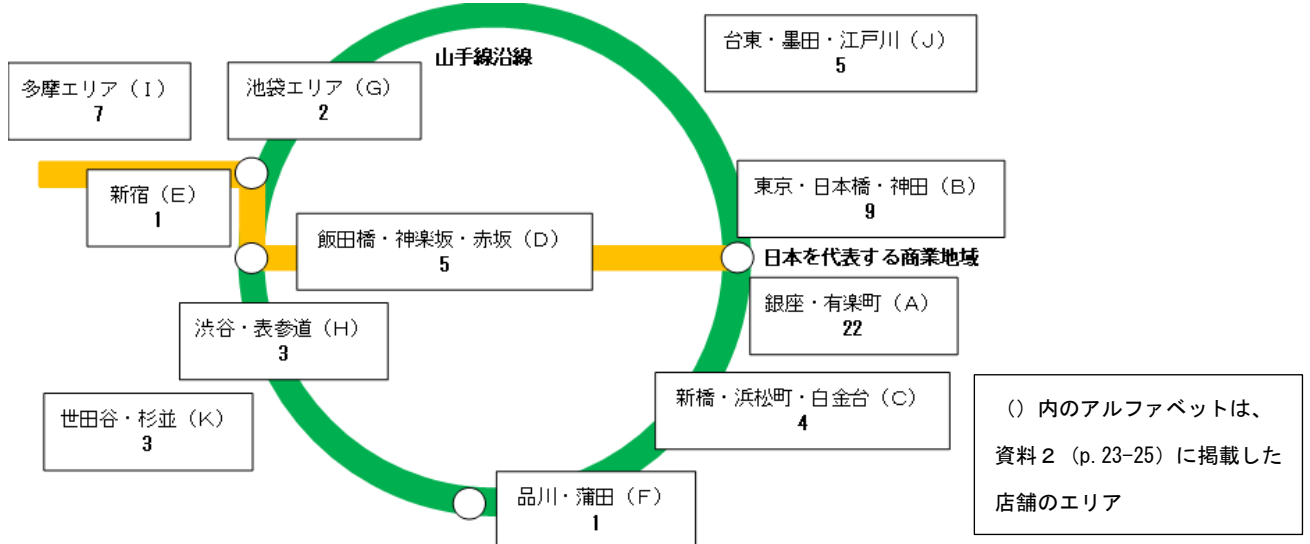 台東・墨田・江戸川（Ｊ）
5
山手線沿線
多摩エリア（Ｉ）
7
池袋エリア（Ｇ）
2
新宿（Ｅ）
1
東京・日本橋・神田（Ｂ）
9
飯田橋・神楽坂・赤坂（Ｄ）
5
日本を代表する商業地域
銀座・有楽町（Ａ）
22
渋谷・表参道（Ｈ）
3
新橋・浜松町・白金台（Ｃ）
4
世田谷・杉並（Ｋ）
3
品川・蒲田（Ｆ）
1
（）内のアルファベットは、
資料２（p.23-25）に掲載した
店舗のエリア